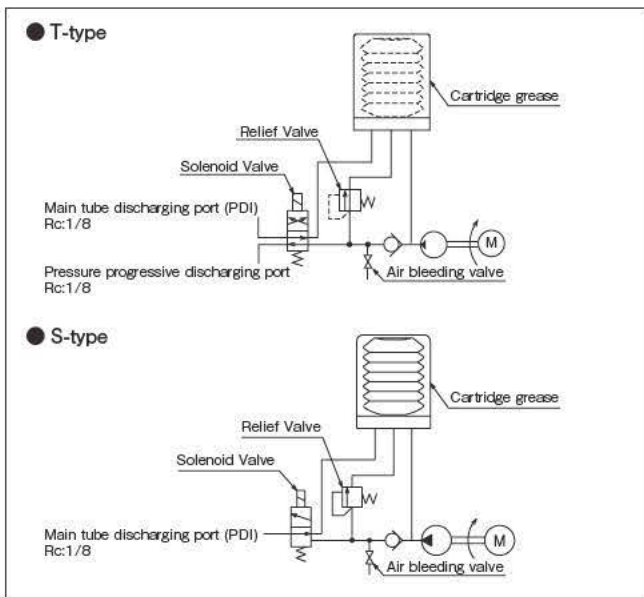 ● T-type
Cartridge grease
Relief Valve
Solenoid Valve
Main tube discharging port (PDI)
Rc:1/8
M
Pressure progressive discharging port
Rc:1/8
Air bleeding valve
● S-type
Cartridge grease
Relief Valve
Solenoid Valve
Main tube discharging port (PDI)
Rc:1/8
M
Air bleeding valve